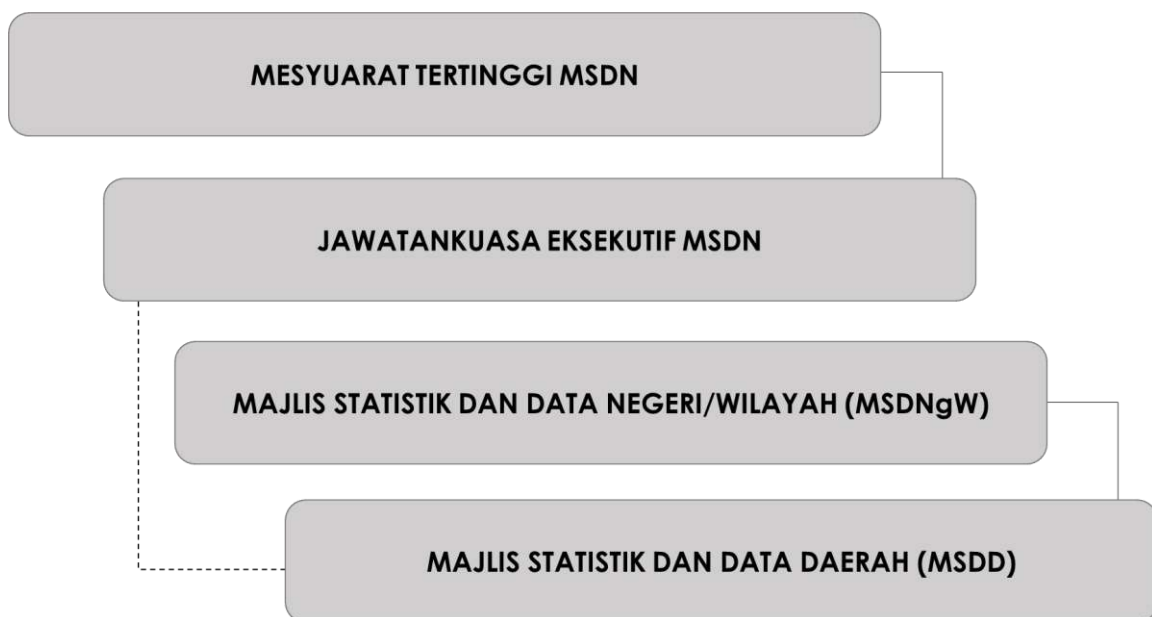 MESYUARAT TERTINGGI MSDN
JAWATANKUASA EKSEKUTIF MSDN
MAJLIS STATISTIK DAN DATA NEGERI/WILAYAH (MSDNgW)
MAJLIS STATISTIK DAN DATA DAERAH (MSDD)